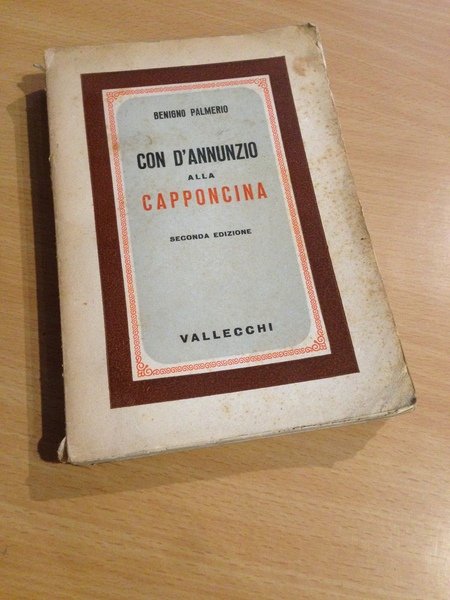 BENIGNO PALMERIO
CON D'ANNUNZIO
ALLA
CAPPONCINA
SECONDA EDIZIONE
VALLECCHI